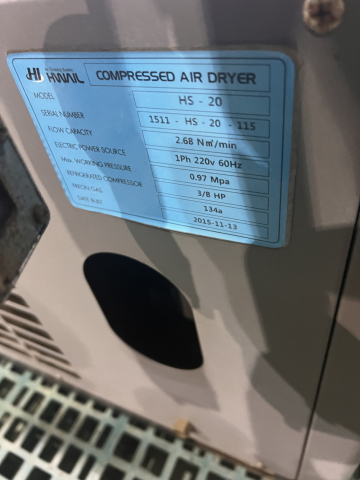 HI HWAIL COMPRESSED AIR DRYER
MODEL HS - 20
SERIAL NUMBER 1511 - HS - 20 - 115
FLOW CAPACITY 2.68 N㎥/min
ELECTRIC POWER SOURCE 1Ph 220v 60Hz
Max. WORKING PRESSURE 0.97 Mpa
REFRIGERATED COMPRESSOR 3/8 HP
FREON GAS 134a
DATE BUILT 2015-11-13